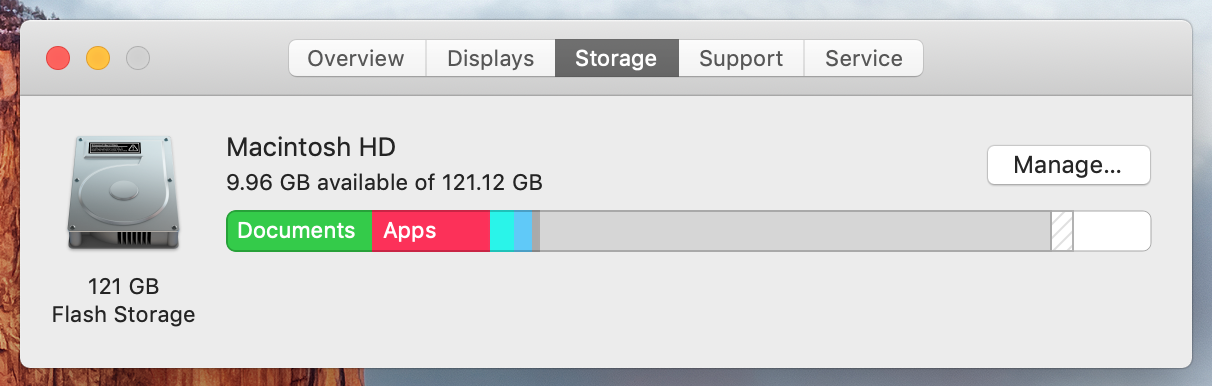 Overview Displays Storage Support Service
Macintosh HD
9.96 GB available of 121.12 GB
Manage...
Documents Apps
121 GB
Flash Storage